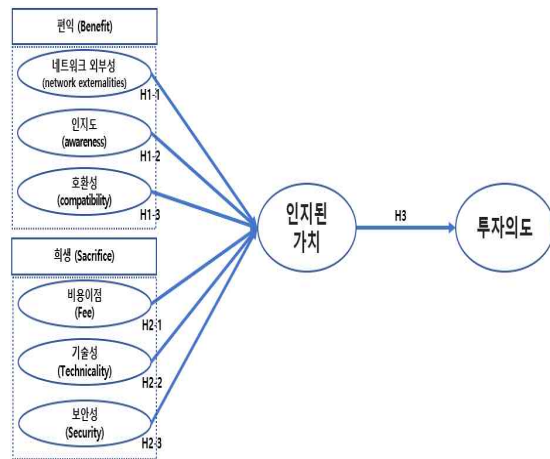 편익 (Benefit)
네트워크 외부성
(network externalities)
H1-1
인지도
(awareness)
H1-2
호환성
(compatibility)
H1-3
희생 (Sacrifice)
비용이점
(Fee)
H2-1
기술성
(Technicality)
H2-2
보안성
(Security)
H2-3
인지된
가치
H3
투자의도